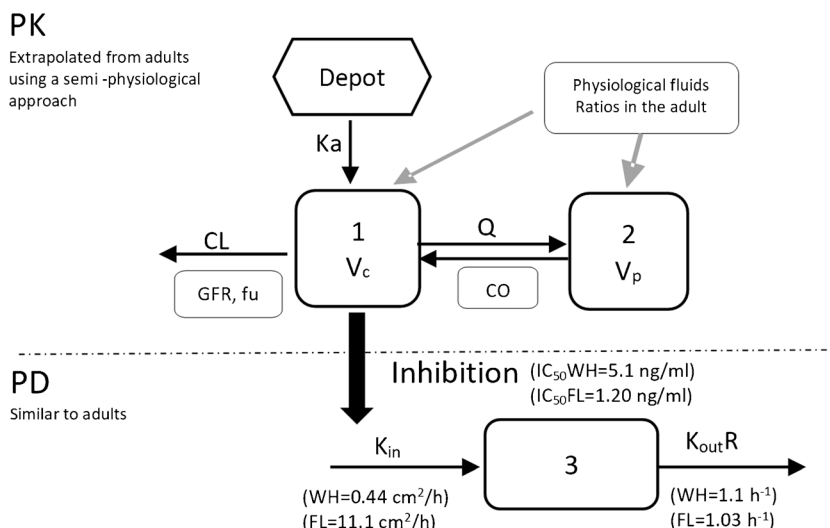 PK
Extrapolated from adults
using a semi -physiological
approach
Depot
Physiological fluids
Ratios in the adult
Ka
CL
GFR, fu
1
Vc
Q
CO
2
Vp
PD
Similar to adults
Inhibition
(IC50WH=5.1 ng/ml)
(IC50FL=1.20 ng/ml)
Kin
(WH=0.44 cm²/h)
(FL=11.1 cm²/h)
3
KoutR
(WH=1.1 h-1)
(FL=1.03 h-1)